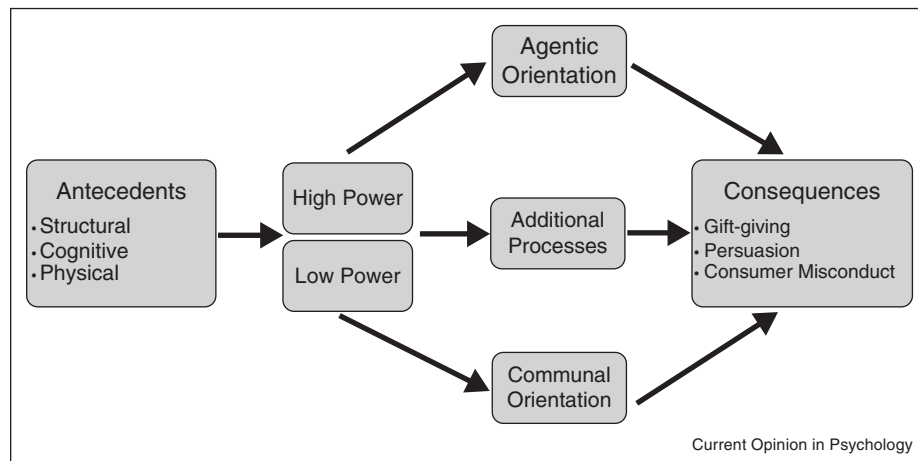 Agentic
Orientation
Antecedents
• Structural
• Cognitive
• Physical
High Power
Low Power
Additional
Processes
Consequences
• Gift-giving
• Persuasion
• Consumer Misconduct
Communal
Orientation
Current Opinion in Psychology